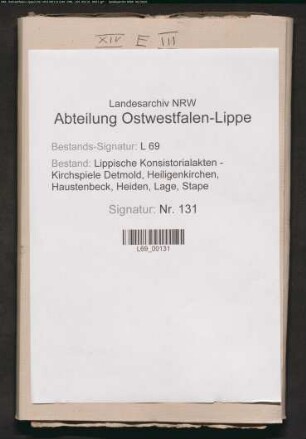 XIV E III
Landesarchiv NRW
Abteilung Ostwestfalen-Lippe
Bestands-Signatur: L 69
Bestand: Lippische Konsistorialakten -
Kirchspiele Detmold, Heiligenkirchen,
Haustenbeck, Heiden, Lage, Stape
Signatur: Nr. 131
L69_00131